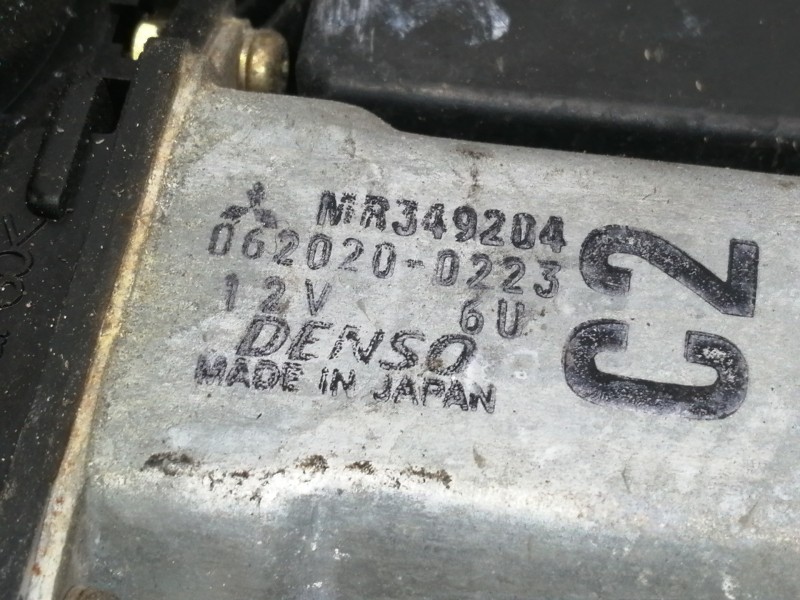 MR349204
062020-0223
12V 6U
DENSO
MADE IN JAPAN
C2